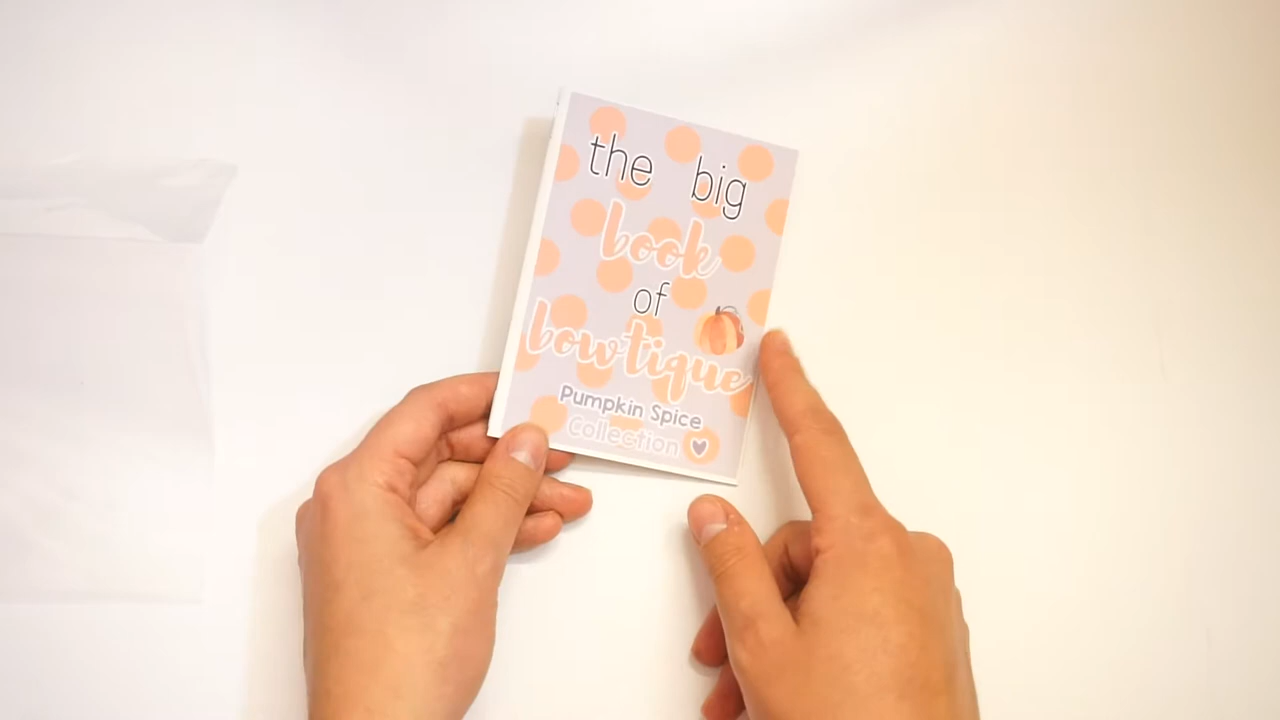 the big
book
of
bowtique
Pumpkin Spice
Collection